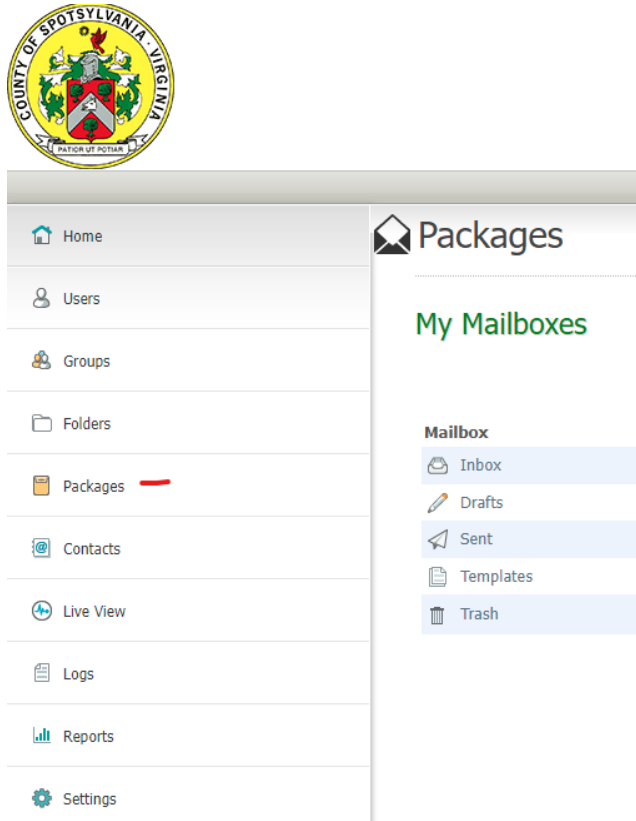 COUNTY OF SPOTSYLVANIA · VIRGINIA
PATIOR UT POTIAR
Home
Users
Groups
Folders
Packages
Contacts
Live View
Logs
Reports
Settings
Packages
My Mailboxes
Mailbox
Inbox
Drafts
Sent
Templates
Trash